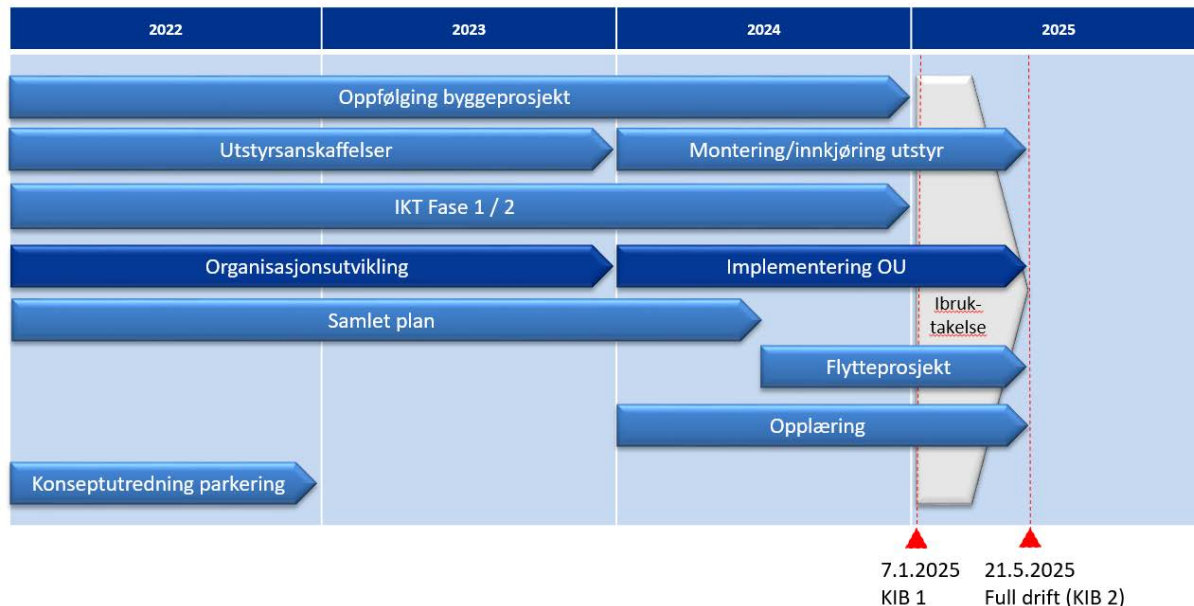 2022 2023 2024 2025
Oppfølging byggeprosjekt
Utstyrsanskaffelser Montering/innkjøring utstyr
IKT Fase 1 / 2
Organisasjonsutvikling Implementering OU
Ibruk-
takelse
Samlet plan
Flytteprosjekt
Opplæring
Konseptutredning parkering
7.1.2025 21.5.2025
KIB 1 Full drift (KIB 2)